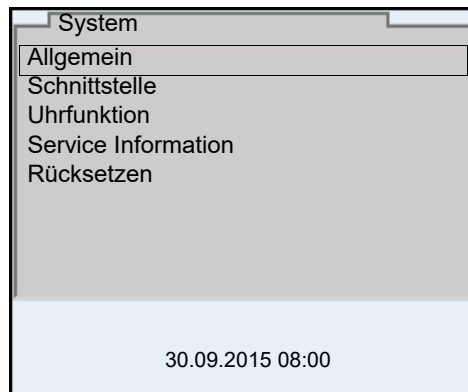 System
Allgemein
Schnittstelle
Uhrfunktion
Service Information
Rücksetzen
30.09.2015 08:00